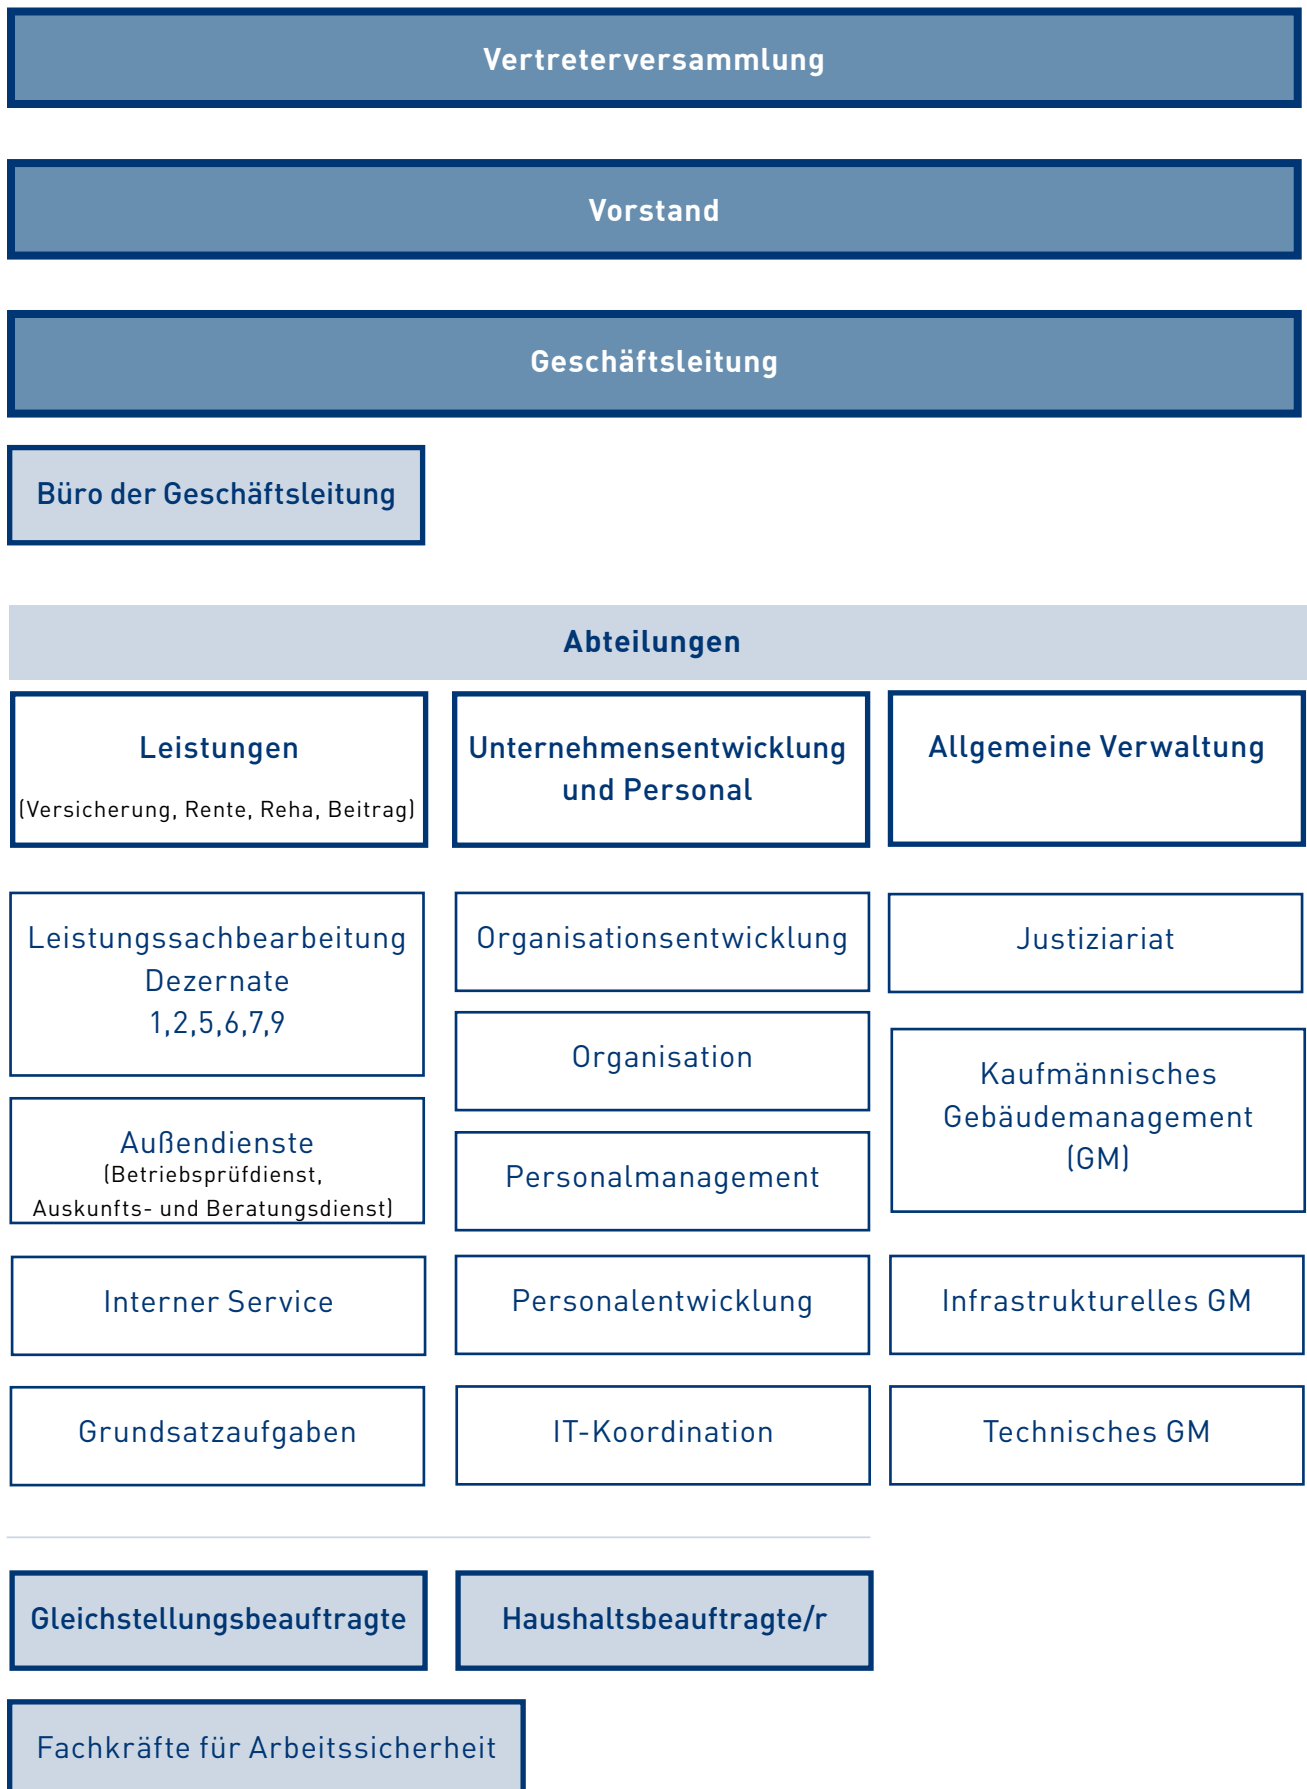 Vertreterversammlung
Vorstand
Geschäftsleitung
Büro der Geschäftsleitung
Abteilungen
Leistungen
(Versicherung, Rente, Reha, Beitrag)
Leistungssachbearbeitung
Dezernate
1,2,5,6,7,9
Außendienste
(Betriebsprüfdienst,
Auskunfts- und Beratungsdienst)
Interner Service
Grundsatzaufgaben
Unternehmensentwicklung
und Personal
Organisationsentwicklung
Organisation
Personalmanagement
Personalentwicklung
IT-Koordination
Allgemeine Verwaltung
Justiziariat
Kaufmännisches
Gebäudemanagement
(GM)
Infrastrukturelles GM
Technisches GM
Gleichstellungsbeauftragte
Haushaltsbeauftragte/r
Fachkräfte für Arbeitssicherheit